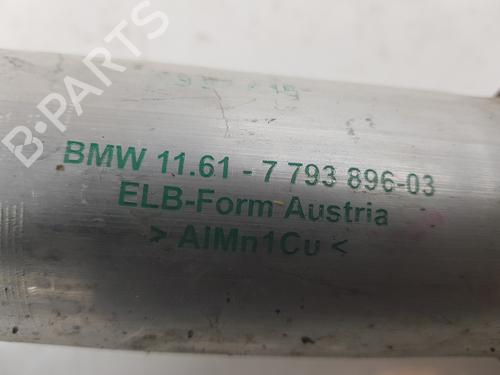 B-PARTS
BMW 11.61 - 7 793 896-03
ELB-Form Austria
> AlMn1Cu <